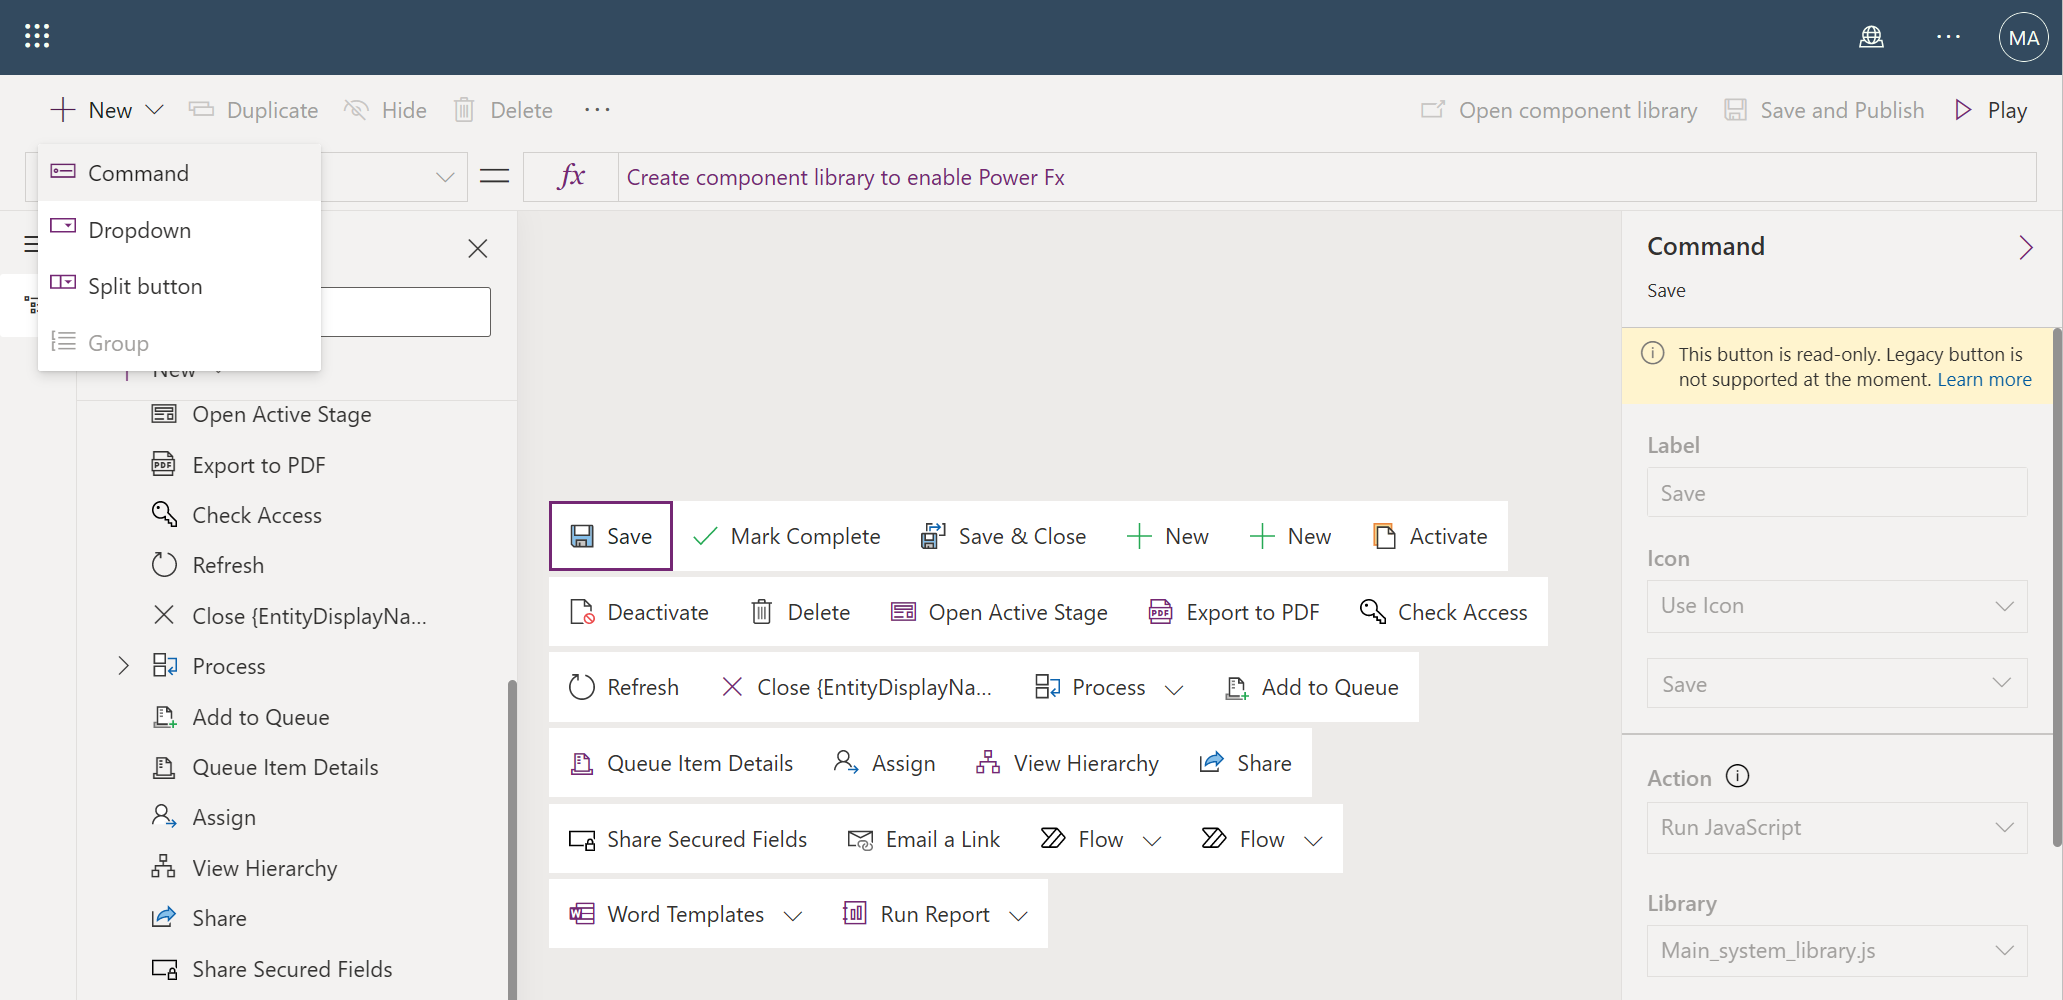 MA
New
Duplicate
Hide
Delete
Open component library
Save and Publish
Play
Command
Dropdown
Split button
Group
fx
Create component library to enable Power Fx
New
Open Active Stage
Export to PDF
Check Access
Refresh
Close {EntityDisplayNa...
Process
Add to Queue
Queue Item Details
Assign
View Hierarchy
Share
Share Secured Fields
Save
Mark Complete
Save & Close
New
New
Activate
Deactivate
Delete
Open Active Stage
Export to PDF
Check Access
Refresh
Close {EntityDisplayNa...
Process
Add to Queue
Queue Item Details
Assign
View Hierarchy
Share
Share Secured Fields
Email a Link
Flow
Flow
Word Templates
Run Report
Command
Save
This button is read-only. Legacy button is
not supported at the moment. Learn more
Label
Save
Icon
Use Icon
Save
Action
Run JavaScript
Library
Main_system_library.js